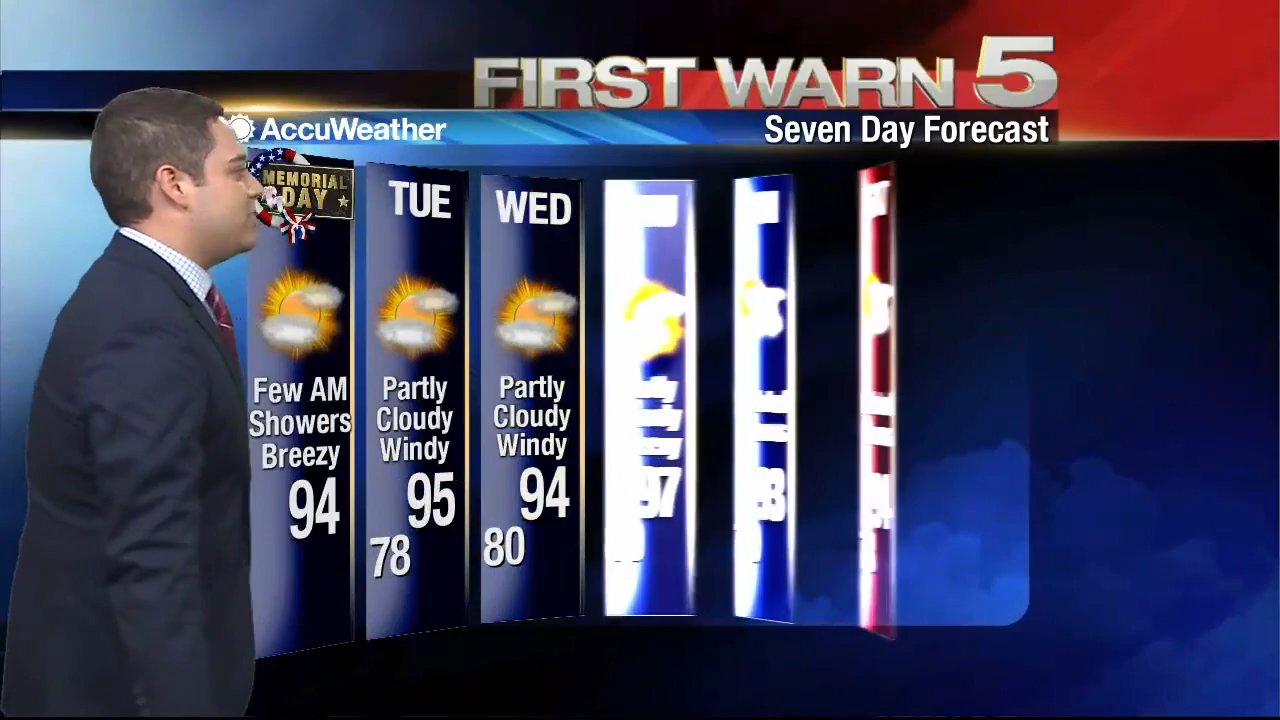 FIRST WARN 5
AccuWeather
Seven Day Forecast
MEMORIAL
DAY
Few AM
Showers
Breezy
94
TUE
Partly
Cloudy
Windy
95
78
WED
Partly
Cloudy
Windy
94
80
97